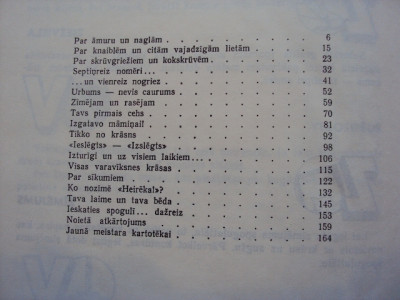 Par āmuru un naglām . . . . . . . . 6
Par knaiblēm un citām vajadzīgām lietām . . . . 15
Par skrūvgriežiem un kokskrūvēm . . . . . . 23
Septiņreiz nomēri... . . . . . . . . 32
...un vienreiz nogriez . . . . . . . . 41
Urbums — nevis caurums . . . . . . . . 52
Zīmējam un rasējam . . . . . . . . 59
Tavs pirmais cehs . . . . . . . . 70
Izgatavo māmiņai! . . . . . . . . 81
Tikko no krāsns . . . . . . . . 92
«Ieslēgts» — «Izslēgts» . . . . . . . . 98
Izturīgi un uz visiem laikiem... . . . . . . 106
Visas varavīksnes krāsas . . . . . . . . 115
Par sīkumiem . . . . . . . . 122
Ko nozīmē «Heirēka!»? . . . . . . . . 132
Tava laime un tava bēda . . . . . . . . 145
Ieskaties spogulī... dažreiz . . . . . . . 153
Noietā atkārtojums . . . . . . . . 159
Jaunā meistara kartotēkai . . . . . . . . 164